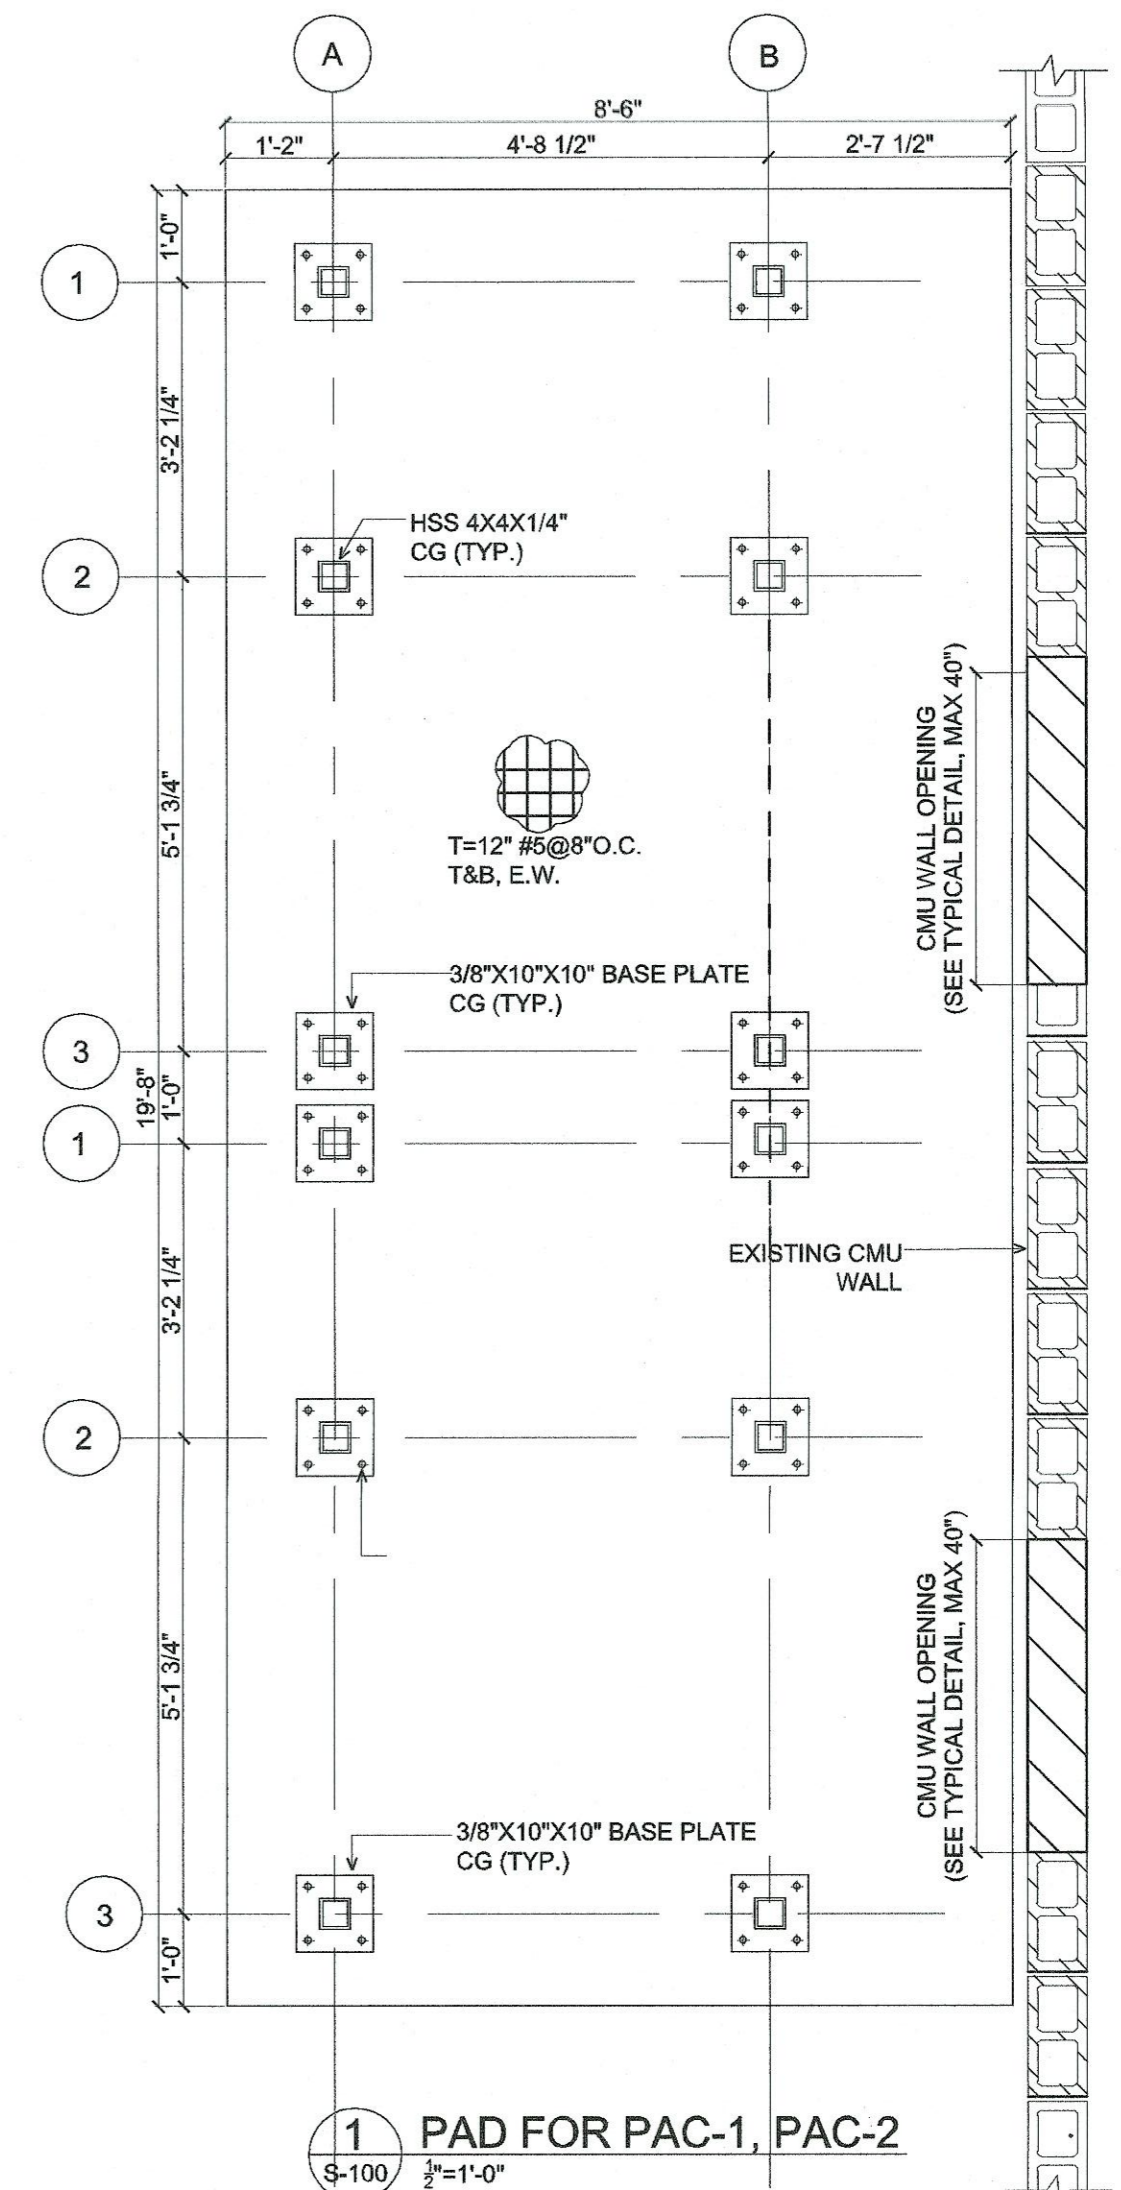 A
B
8'-6"
1'-2"
4'-8 1/2"
2'-7 1/2"
1'-0"
1
3'-2 1/4"
HSS 4X4X1/4"
CG (TYP.)
2
5'-1 3/4"
T=12" #5@8"O.C.
T&B, E.W.
CMU WALL OPENING
(SEE TYPICAL DETAIL, MAX 40")
3/8"X10"X10" BASE PLATE
CG (TYP.)
3
19'-8"
1'-0"
1
EXISTING CMU
WALL
3'-2 1/4"
2
CMU WALL OPENING
(SEE TYPICAL DETAIL, MAX 40")
5'-1 3/4"
3/8"X10"X10" BASE PLATE
CG (TYP.)
3
1'-0"
1
PAD FOR PAC-1, PAC-2
S-100
½"=1'-0"